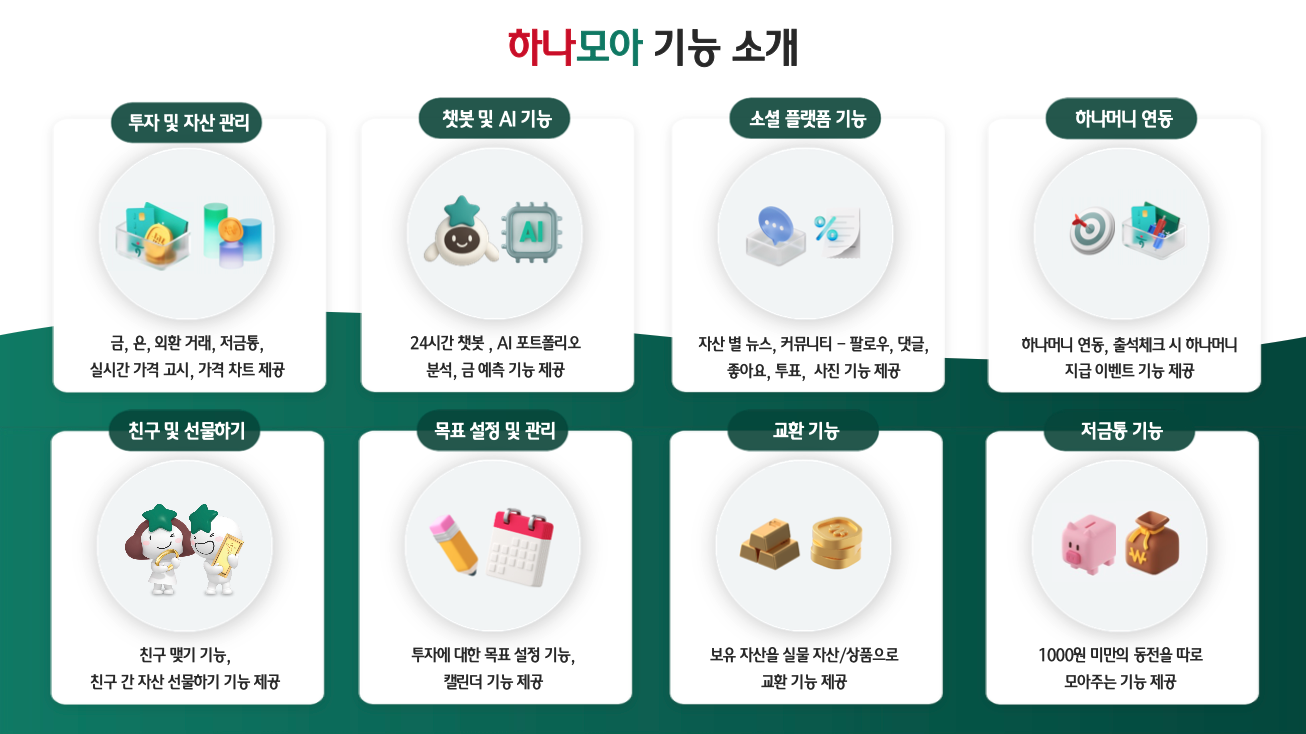 하나모아 기능 소개
투자 및 자산 관리
금, 은, 외환 거래, 저금통,
실시간 가격 고시, 가격 차트 제공
챗봇 및 AI 기능
AI
24시간 챗봇 , AI 포트폴리오
분석, 금 예측 기능 제공
소셜 플랫폼 기능
%
자산 별 뉴스, 커뮤니티 - 팔로우, 댓글,
좋아요, 투표, 사진 기능 제공
하나머니 연동
하나머니 연동, 출석체크 시 하나머니
지급 이벤트 기능 제공
친구 및 선물하기
친구 맺기 기능,
친구 간 자산 선물하기 기능 제공
목표 설정 및 관리
투자에 대한 목표 설정 기능,
캘린더 기능 제공
교환 기능
보유 자산을 실물 자산/상품으로
교환 기능 제공
저금통 기능
₩
1000원 미만의 동전을 따로
모아주는 기능 제공